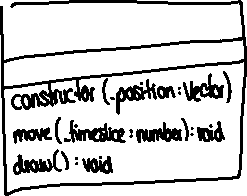 constructor (_position: Vector)
move (_timeslice: number): void
draw(): void